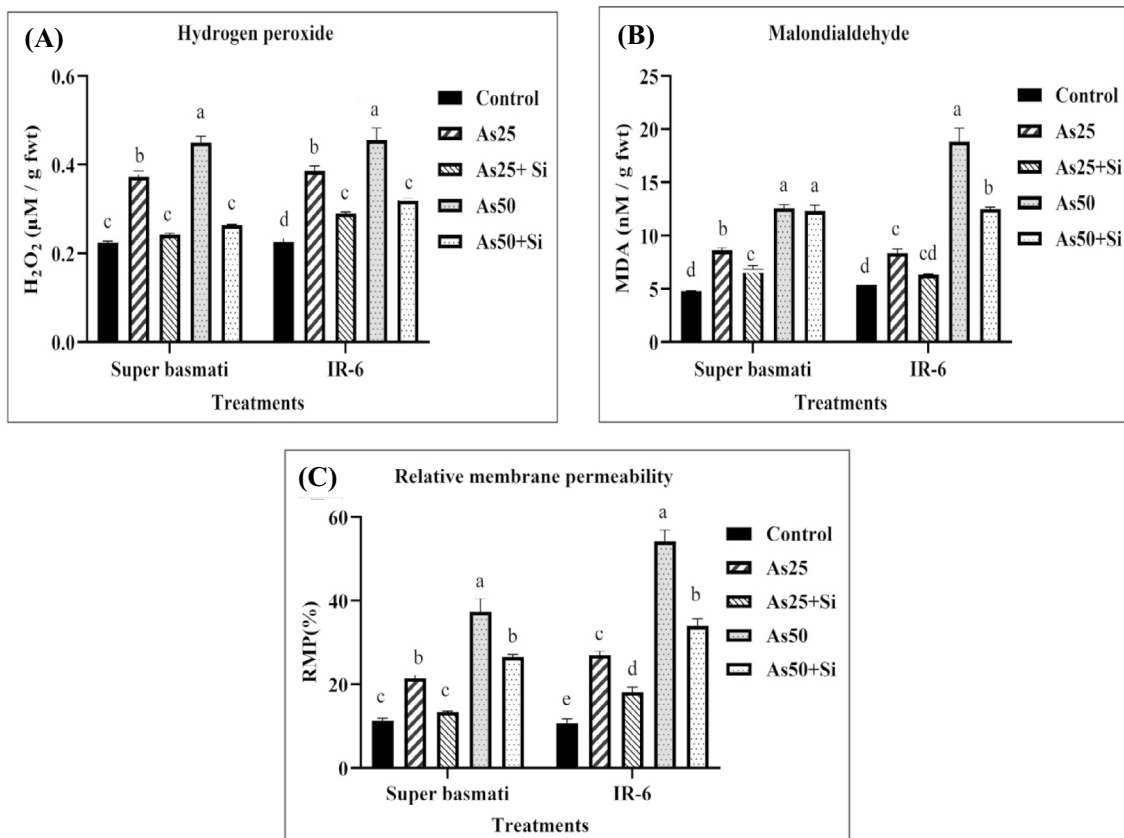 (A)
Hydrogen peroxide
H₂O₂ (µM / g fwt)
0.6
0.4
0.2
0.0
a
a
b
b
c
c
c
c
c
d
Super basmati
IR-6
Treatments
Control
As25
As25+ Si
As50
As50+Si
(B)
Malondialdehyde
MDA (nM / g fwt)
25
20
15
10
5
0
d
b
c
a
a
d
c
cd
a
b
Super basmati
IR-6
Treatments
Control
As25
As25+Si
As50
As50+Si
(C)
Relative membrane permeability
RMP(%)
60
40
20
0
c
b
c
a
b
e
c
d
a
b
Super basmati
IR-6
Treatments
Control
As25
As25+Si
As50
As50+Si